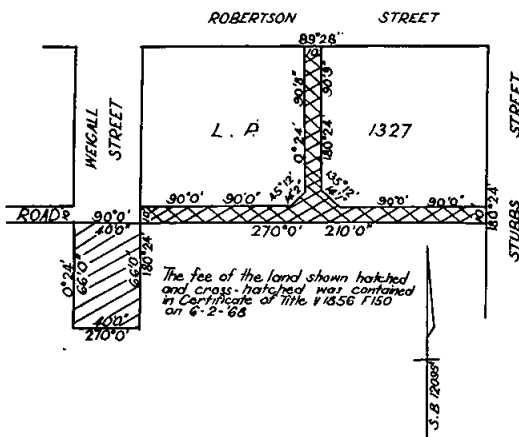 ROBERTSON STREET
89°28"
10'
WEIGALL
STREET
90'8"
0°24'
90'9"
180°24'
L. P. 1327
STREET
STUBBS
45°12'
14'2"
135°12'
14'1"
90°0' 90'0"
90°0' 90'0"
180°24'
ROAD
10'
10'
90°0'
40'0"
270°0' 210'0"
0°24'
66'0"
66'0"
180°24'
40'0"
270°0'
The fee of the land shown hatched
and cross-hatched was contained
in Certificate of Title V1856 F150
on 6-2-'68
S.B 12095